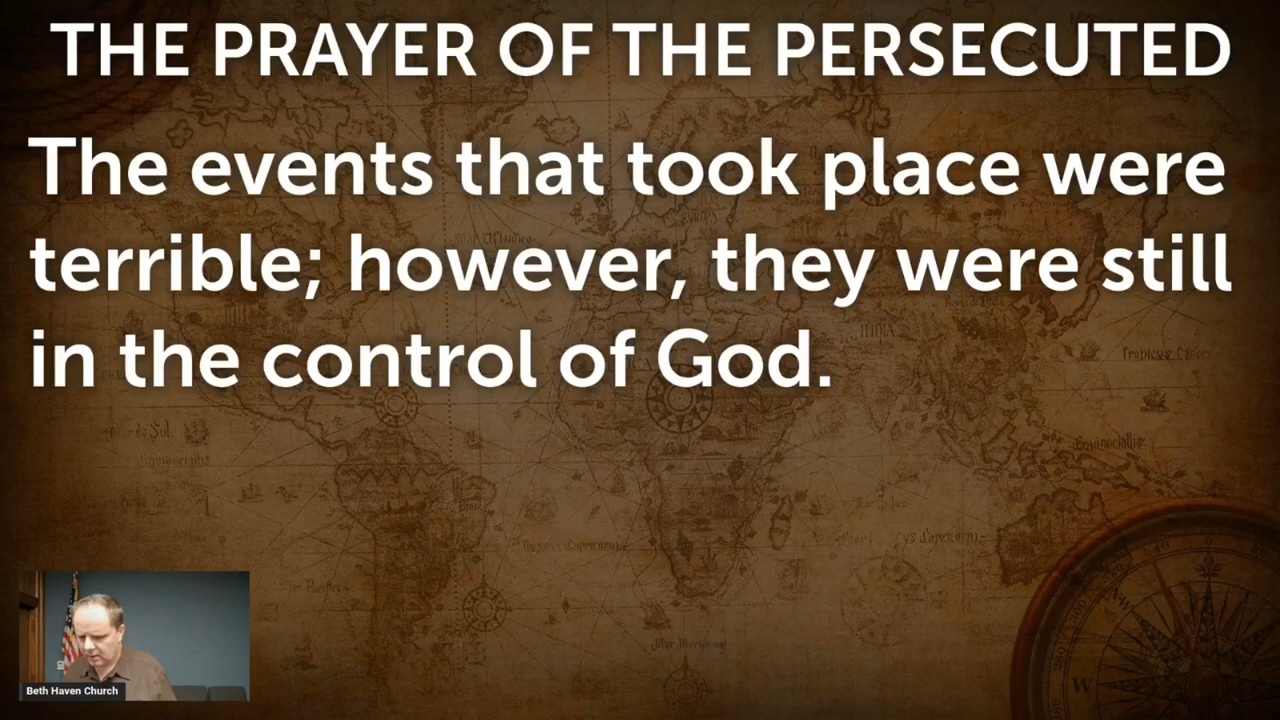 THE PRAYER OF THE PERSECUTED
The events that took place were
terrible; however, they were still
in the control of God.
INDIA
W
Beth Haven Church